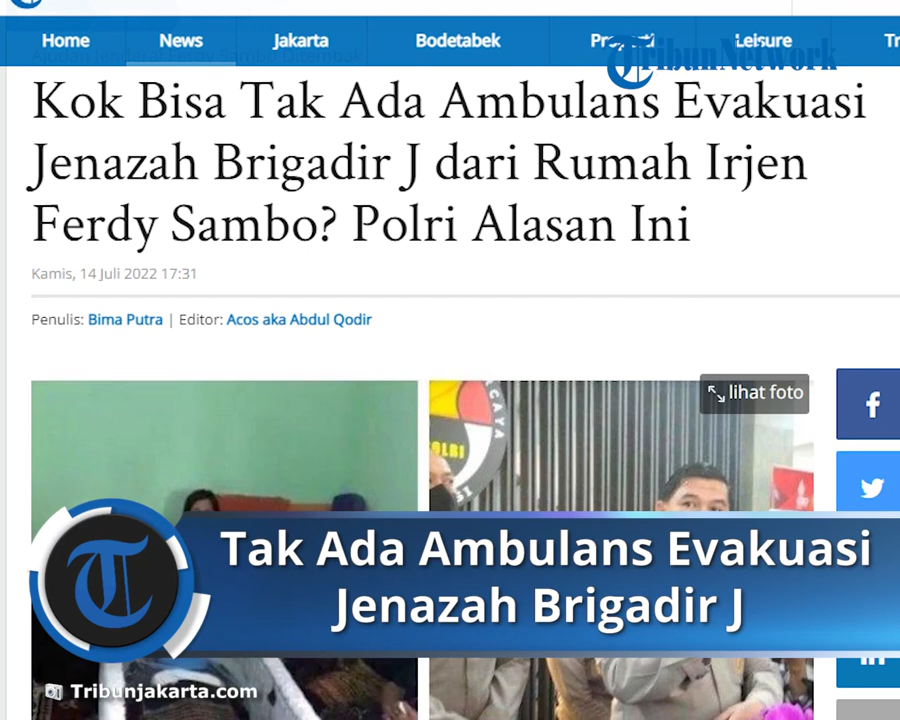 Home News Jakarta Bodetabek Leisure
TribunNetwork
Kok Bisa Tak Ada Ambulans Evakuasi
Jenazah Brigadir J dari Rumah Irjen
Ferdy Sambo? Polri Alasan Ini
Kamis, 14 Juli 2022 17:31
Penulis: Bima Putra | Editor: Acos aka Abdul Qodir
lihat foto
Tak Ada Ambulans Evakuasi
Jenazah Brigadir J
Tribunjakarta.com